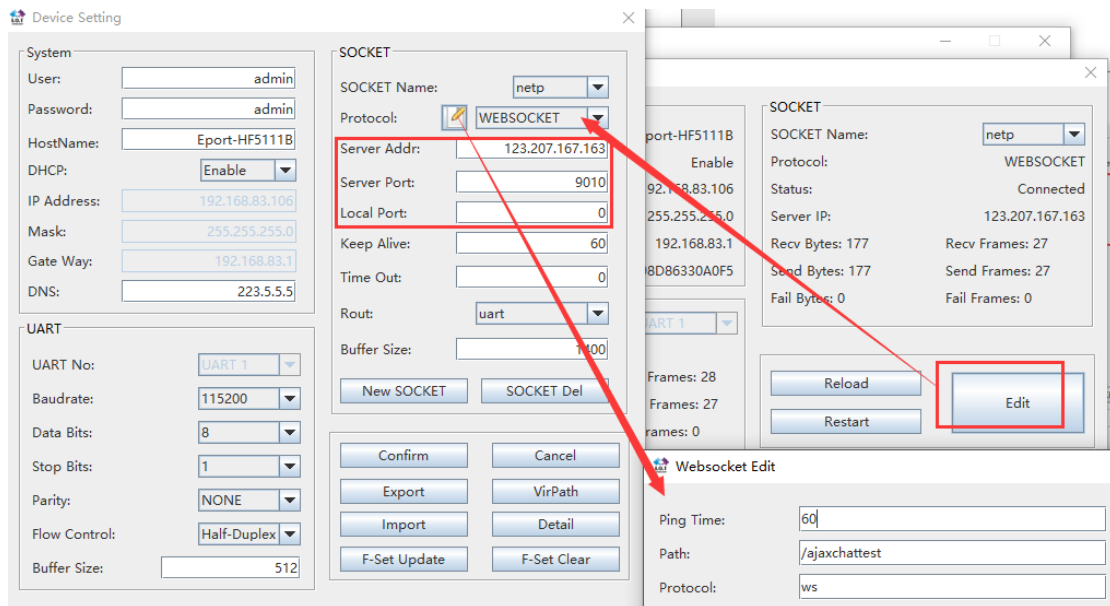 Device Setting
System
User: admin
Password: admin
HostName: Eport-HF5111B
DHCP: Enable
IP Address: 192.168.83.106
Mask: 255.255.255.0
Gate Way: 192.168.83.1
DNS: 223.5.5.5
UART
UART No: UART 1
Baudrate: 115200
Data Bits: 8
Stop Bits: 1
Parity: NONE
Flow Control: Half-Duplex
Buffer Size: 512
SOCKET
SOCKET Name: netp
Protocol: WEBSOCKET
Server Addr: 123.207.167.163
Server Port: 9010
Local Port: 0
Keep Alive: 60
Time Out: 0
Rout: uart
Buffer Size: 1400
New SOCKET SOCKET Del
Confirm Cancel
Export VirPath
Import Detail
F-Set Update F-Set Clear
port-HF5111B
Enable
92.168.83.106
255.255.255.0
192.168.83.1
8D86330A0F5
UART 1
Frames: 28
Frames: 27
rames: 0
SOCKET
SOCKET Name: netp
Protocol: WEBSOCKET
Status: Connected
Server IP: 123.207.167.163
Recv Bytes: 177 Recv Frames: 27
Send Bytes: 177 Send Frames: 27
Fail Bytes: 0 Fail Frames: 0
Reload
Edit
Restart
Websocket Edit
Ping Time: 60
Path: /ajaxchattest
Protocol: ws